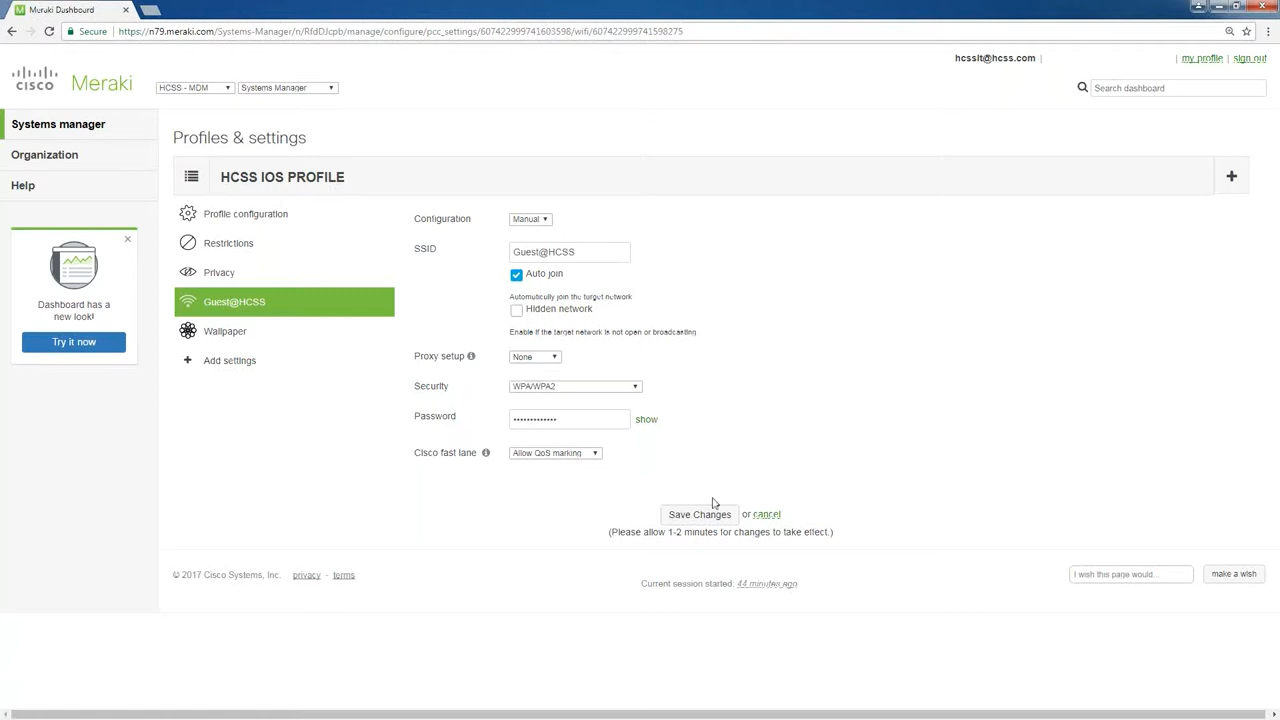 Meraki Dashboard
Secure https://n79.meraki.com/Systems-Manager/n/RfdDJcpb/manage/configure/pcc_settings/607422999741603598/wifi/607422999741598275
hcssit@hcss.com | | my profile | sign out
CISCO Meraki HCSS - MDM Systems Manager Search dashboard
Systems manager
Organization
Help
Dashboard has a
new look!
Try it now
Profiles & settings
HCSS IOS PROFILE
Profile configuration
Restrictions
Privacy
Guest@HCSS
Wallpaper
Add settings
Configuration Manual
SSID Guest@HCSS
Auto join
Automatically join the target network
Hidden network
Enable if the target network is not open or broadcasting
Proxy setup None
Security WPA/WPA2
Password ············· show
Cisco fast lane Allow QoS marking
Save Changes or cancel
(Please allow 1-2 minutes for changes to take effect.)
© 2017 Cisco Systems, Inc. privacy - terms
Current session started: 44 minutes ago
I wish this page would... make a wish